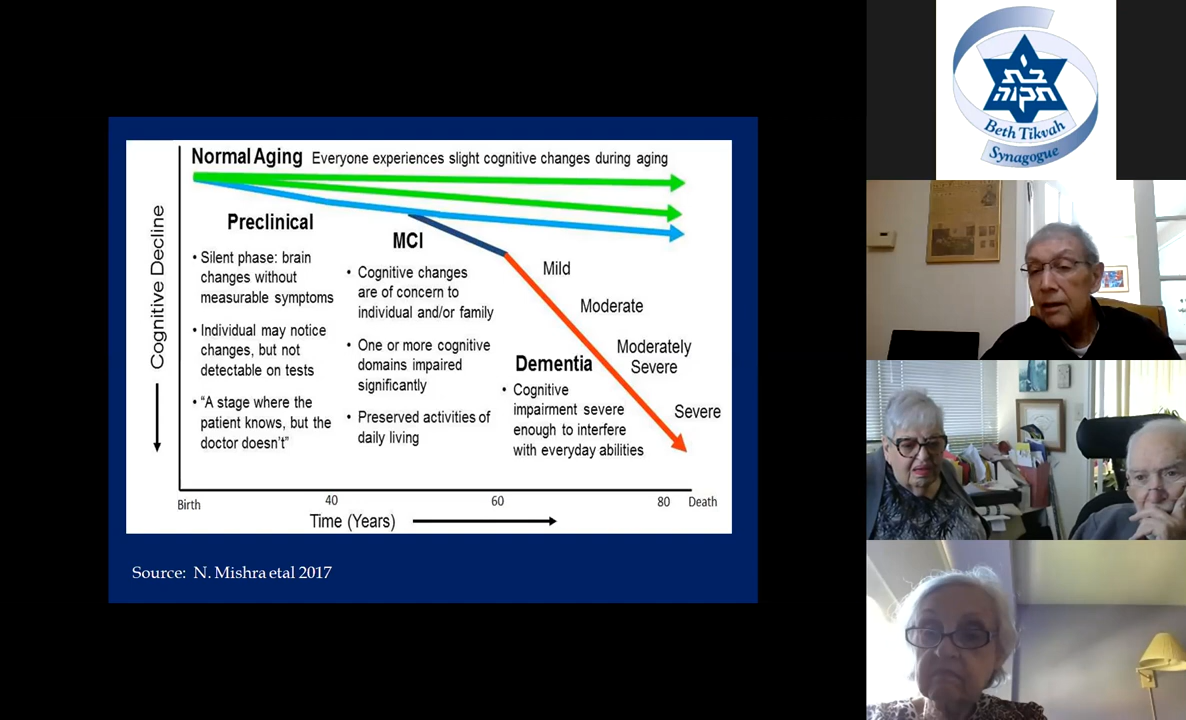 Normal Aging Everyone experiences slight cognitive changes during aging
Cognitive Decline
Preclinical
• Silent phase: brain
changes without
measurable symptoms
• Individual may notice
changes, but not
detectable on tests
• “A stage where the
patient knows, but the
doctor doesn’t”
MCI
• Cognitive changes
are of concern to
individual and/or family
• One or more cognitive
domains impaired
significantly
• Preserved activities of
daily living
Mild
Moderate
Moderately
Severe
Severe
Dementia
• Cognitive
impairment severe
enough to interfere
with everyday abilities
Birth 40 60 80 Death
Time (Years)
Source: N. Mishra etal 2017
בת
תקוה
Beth Tikvah
Synagogue